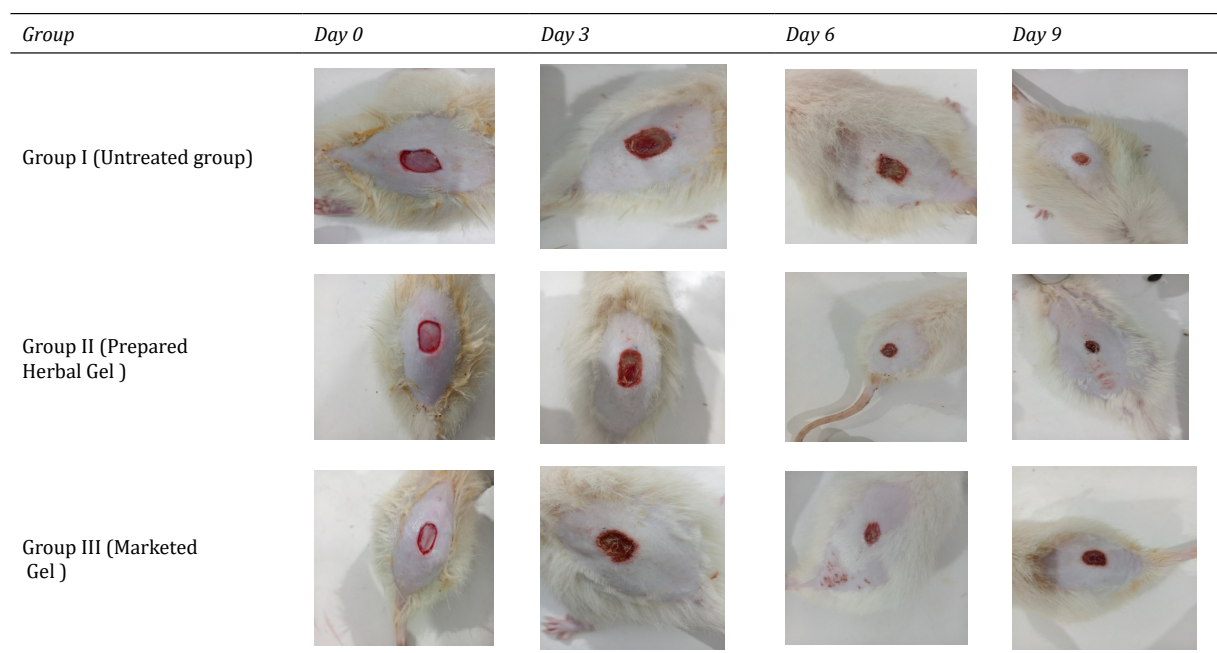 Group Day 0 Day 3 Day 6 Day 9
Group I (Untreated group)
Group II (Prepared
Herbal Gel )
Group III (Marketed
Gel )